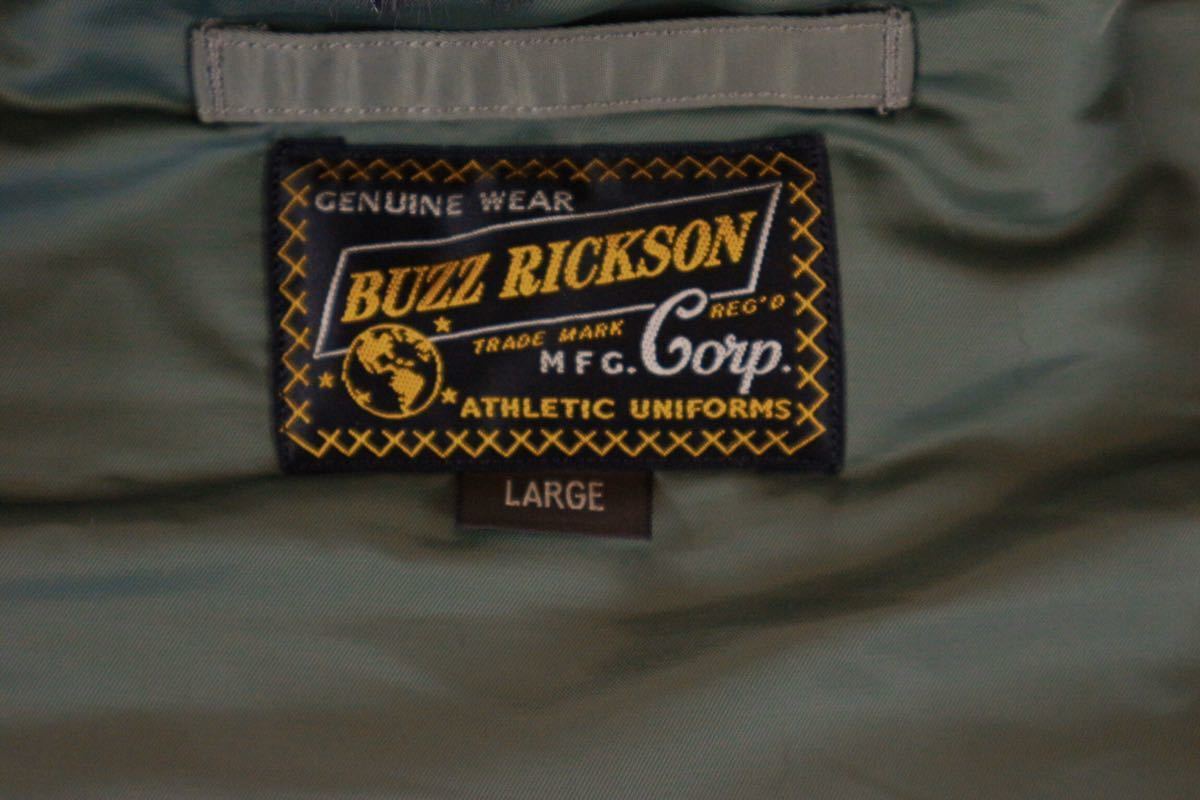 GENUINE WEAR
BUZZ RICKSON
TRADE MARK REG'D
MFG. Corp.
ATHLETIC UNIFORMS
LARGE